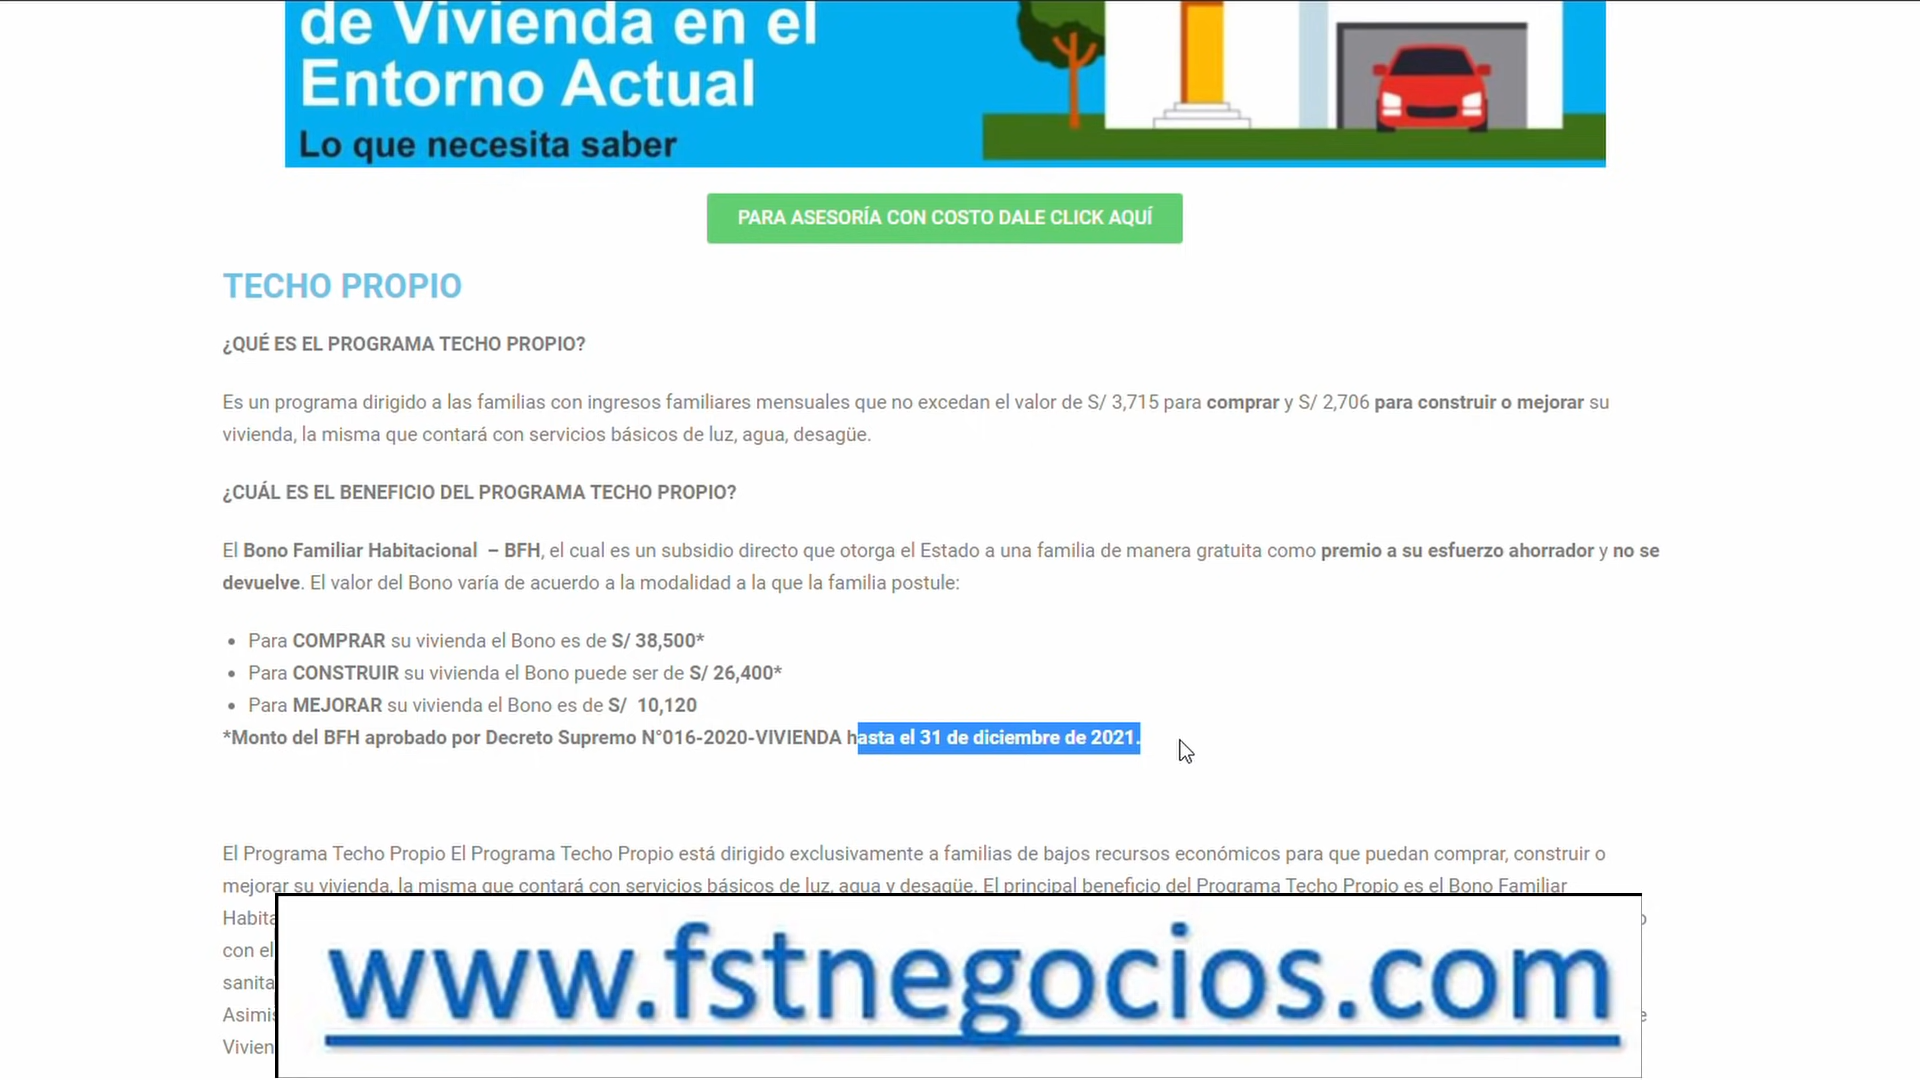 de Vivienda en el
Entorno Actual
Lo que necesita saber
PARA ASESORÍA CON COSTO DALE CLICK AQUÍ
TECHO PROPIO
¿QUÉ ES EL PROGRAMA TECHO PROPIO?
Es un programa dirigido a las familias con ingresos familiares mensuales que no excedan el valor de S/ 3,715 para comprar y S/ 2,706 para construir o mejorar su
vivienda, la misma que contará con servicios básicos de luz, agua, desagüe.
¿CUÁL ES EL BENEFICIO DEL PROGRAMA TECHO PROPIO?
El Bono Familiar Habitacional – BFH, el cual es un subsidio directo que otorga el Estado a una familia de manera gratuita como premio a su esfuerzo ahorrador y no se
devuelve. El valor del Bono varía de acuerdo a la modalidad a la que la familia postule:
• Para COMPRAR su vivienda el Bono es de S/ 38,500*
• Para CONSTRUIR su vivienda el Bono puede ser de S/ 26,400*
• Para MEJORAR su vivienda el Bono es de S/ 10,120
*Monto del BFH aprobado por Decreto Supremo N°016-2020-VIVIENDA hasta el 31 de diciembre de 2021.
El Programa Techo Propio El Programa Techo Propio está dirigido exclusivamente a familias de bajos recursos económicos para que puedan comprar, construir o
mejorar su vivienda, la misma que contará con servicios básicos de luz, agua y desagüe. El principal beneficio del Programa Techo Propio es el Bono Familiar
con el
www.fstnegocios.com